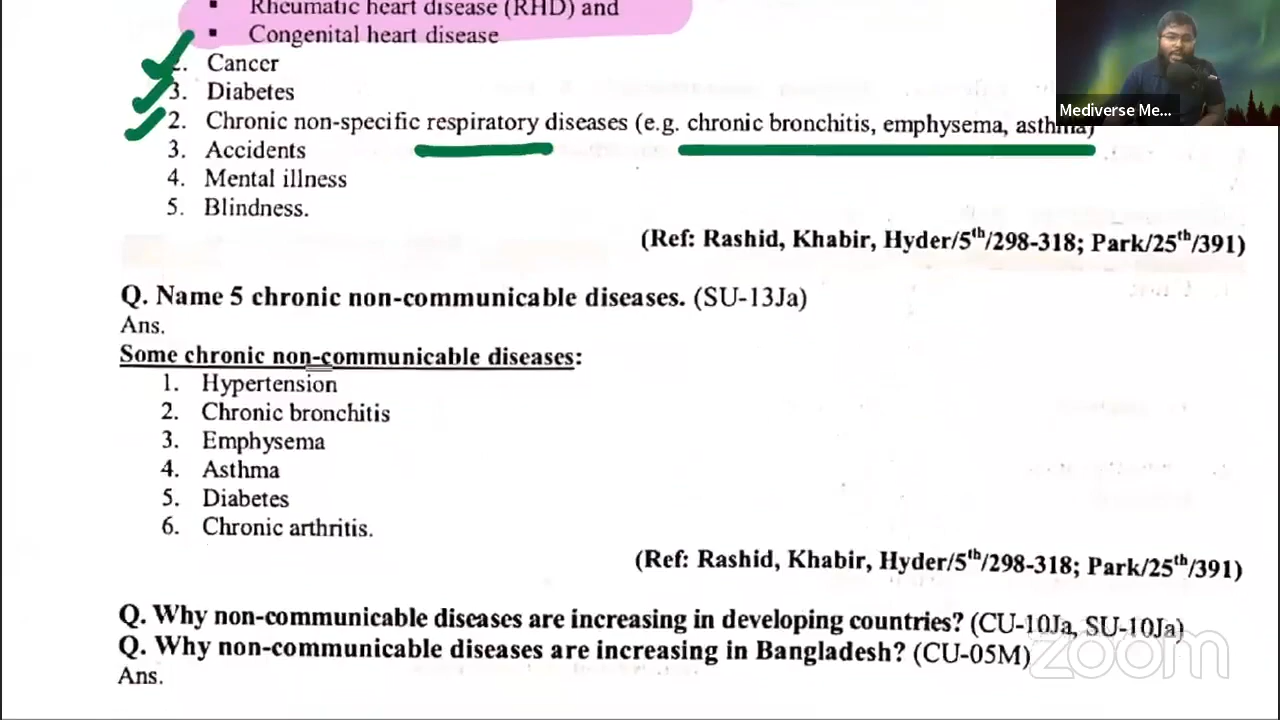 ▪ Rheumatic heart disease (RHD) and
▪ Congenital heart disease
2. Cancer
3. Diabetes
2. Chronic non-specific respiratory diseases (e.g. chronic bronchitis, emphysema, asthma)
3. Accidents
4. Mental illness
5. Blindness.
(Ref: Rashid, Khabir, Hyder/5th/298-318; Park/25th/391)
Q. Name 5 chronic non-communicable diseases. (SU-13Ja)
Ans.
Some chronic non-communicable diseases:
1. Hypertension
2. Chronic bronchitis
3. Emphysema
4. Asthma
5. Diabetes
6. Chronic arthritis.
(Ref: Rashid, Khabir, Hyder/5th/298-318; Park/25th/391)
Q. Why non-communicable diseases are increasing in developing countries? (CU-10Ja, SU-10Ja)
Q. Why non-communicable diseases are increasing in Bangladesh? (CU-05M)
Ans.
Mediverse Me...
zoom